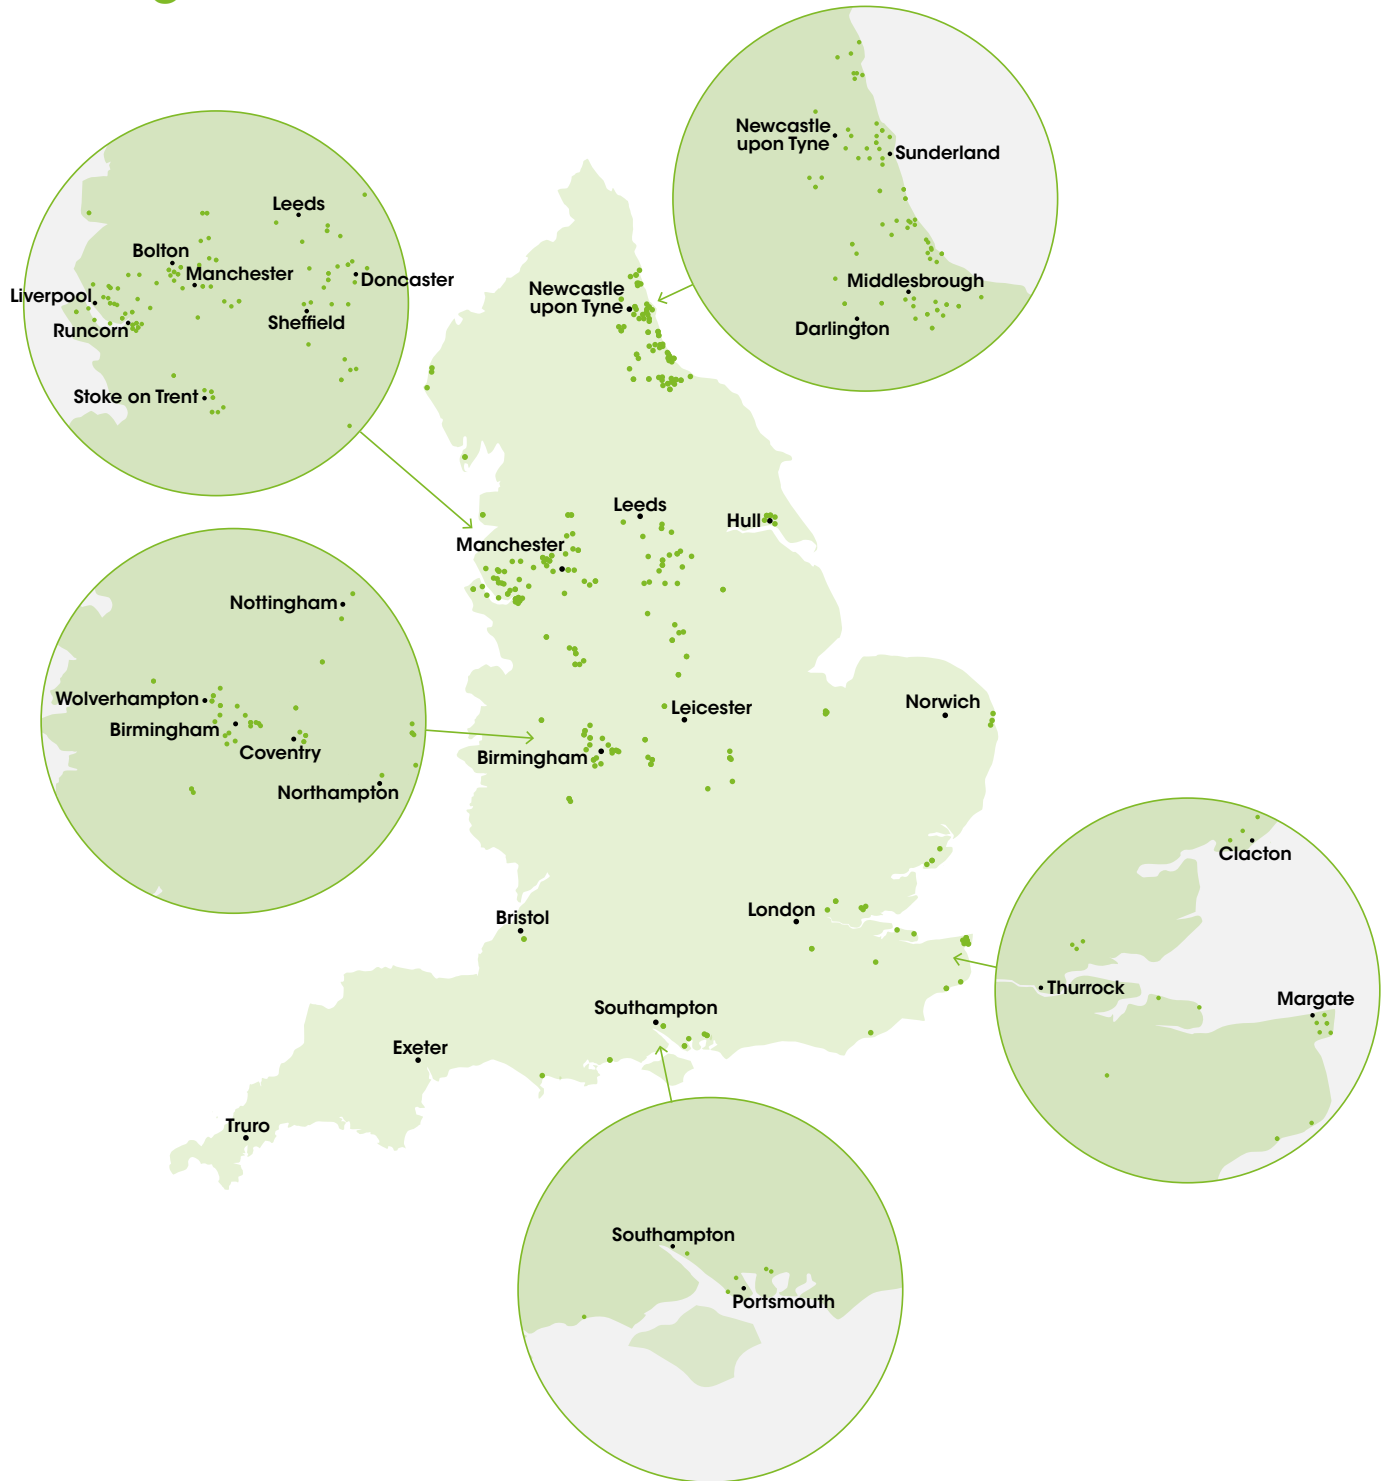 Newcastle
upon Tyne
Sunderland
Middlesbrough
Darlington
Leeds
Bolton
Manchester
Doncaster
Liverpool
Runcorn
Sheffield
Stoke on Trent
Newcastle
upon Tyne
Leeds
Hull
Manchester
Nottingham
Wolverhampton
Birmingham
Coventry
Northampton
Leicester
Norwich
Birmingham
Clacton
Thurrock
Margate
Bristol
London
Southampton
Exeter
Truro
Southampton
Portsmouth